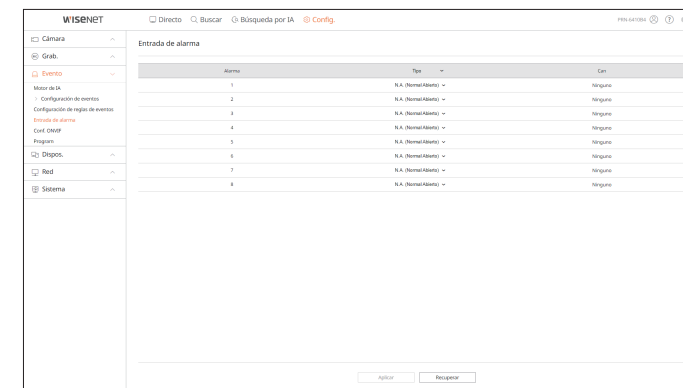 WISENET
Directo Buscar Búsqueda por IA Config.
PRN-6410B4
Cámara
Grab.
Evento
Motor de IA
Configuración de eventos
Configuración de reglas de eventos
Entrada de alarma
Conf. ONVIF
Program
Dispos.
Red
Sistema
Entrada de alarma
Alarma Tipo Can
1 N.A. (Normal Abierto) Ninguno
2 N.A. (Normal Abierto) Ninguno
3 N.A. (Normal Abierto) Ninguno
4 N.A. (Normal Abierto) Ninguno
5 N.A. (Normal Abierto) Ninguno
6 N.A. (Normal Abierto) Ninguno
7 N.A. (Normal Abierto) Ninguno
8 N.A. (Normal Abierto) Ninguno
Aplicar Recuperar